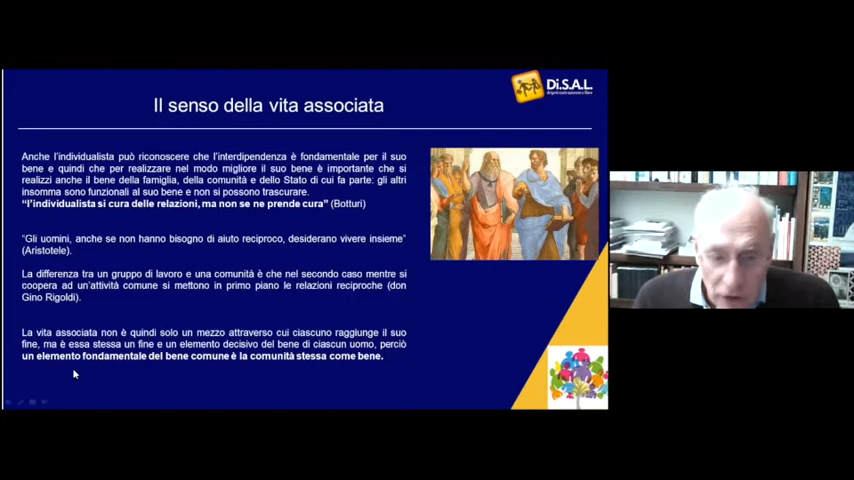 Il senso della vita associata
Di.S.A.L.
Anche l'individualista può riconoscere che l'interdipendenza è fondamentale per il suo
bene e quindi che per realizzare nel modo migliore il suo bene è importante che si
realizzi anche il bene della famiglia, della comunità e dello Stato di cui fa parte: gli altri
insomma sono funzionali al suo bene e non si possono trascurare.
“l'individualista si cura delle relazioni, ma non se ne prende cura” (Botturi)
“Gli uomini, anche se non hanno bisogno di aiuto reciproco, desiderano vivere insieme”
(Aristotele).
La differenza tra un gruppo di lavoro e una comunità è che nel secondo caso mentre si
coopera ad un'attività comune si mettono in primo piano le relazioni reciproche (don
Gino Rigoldi).
La vita associata non è quindi solo un mezzo attraverso cui ciascuno raggiunge il suo
fine, ma è essa stessa un fine e un elemento decisivo del bene di ciascun uomo, perciò
un elemento fondamentale del bene comune è la comunità stessa come bene.